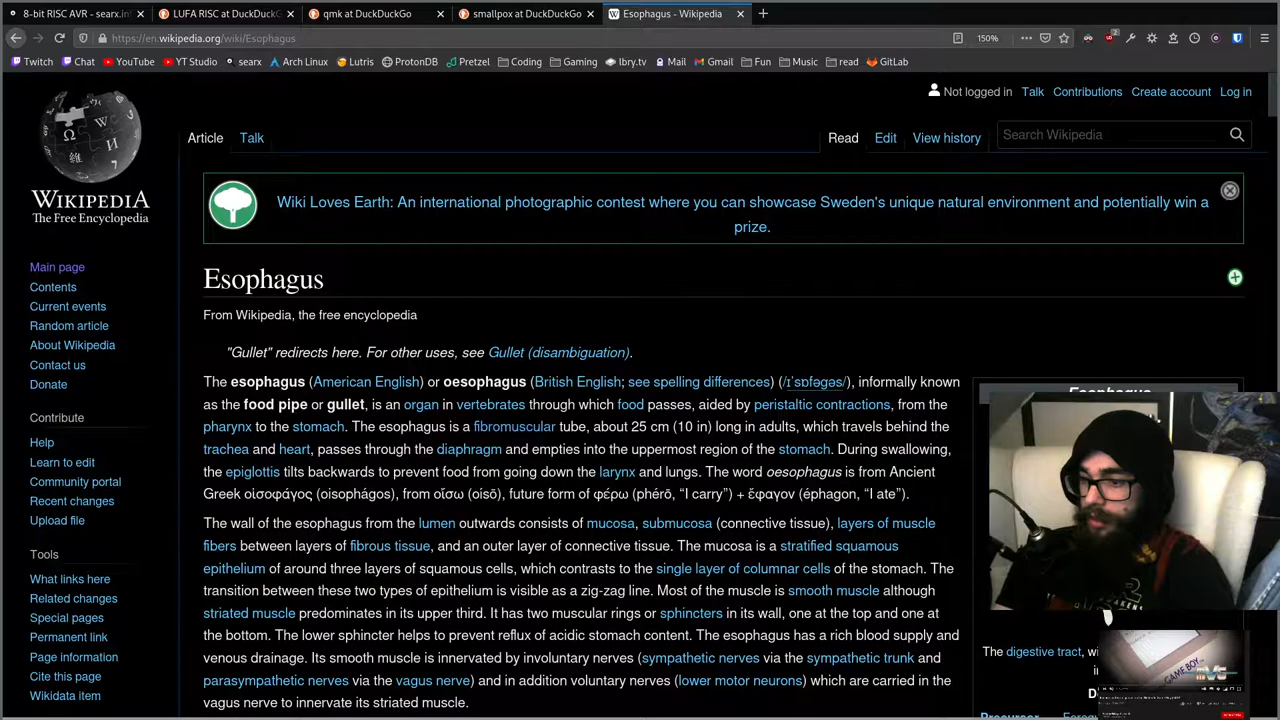 8-bit RISC AVR - searx.in
LUFA RISC at DuckDuckG
qmk at DuckDuckGo
smallpox at DuckDuckGo
Esophagus - Wikipedia
https://en.wikipedia.org/wiki/Esophagus
150%
2
Twitch Chat YouTube YT Studio searx Arch Linux Lutris ProtonDB Pretzel Coding Gaming lbry.tv Mail Gmail Fun Music read GitLab
Not logged in Talk Contributions Create account Log in
Article Talk Read Edit View history Search Wikipedia
WIKIPEDIA
The Free Encyclopedia
Wiki Loves Earth: An international photographic contest where you can showcase Sweden's unique natural environment and potentially win a
prize.
Main page
Contents
Current events
Random article
About Wikipedia
Contact us
Donate
Contribute
Help
Learn to edit
Community portal
Recent changes
Upload file
Tools
What links here
Related changes
Special pages
Permanent link
Page information
Cite this page
Wikidata item
Esophagus
From Wikipedia, the free encyclopedia
"Gullet" redirects here. For other uses, see Gullet (disambiguation).
The esophagus (American English) or oesophagus (British English; see spelling differences) (/ɪˈsɒfəɡəs/), informally known
as the food pipe or gullet, is an organ in vertebrates through which food passes, aided by peristaltic contractions, from the
pharynx to the stomach. The esophagus is a fibromuscular tube, about 25 cm (10 in) long in adults, which travels behind the
trachea and heart, passes through the diaphragm and empties into the uppermost region of the stomach. During swallowing,
the epiglottis tilts backwards to prevent food from going down the larynx and lungs. The word oesophagus is from Ancient
Greek οἰσοφάγος (oisophágos), from οἴσω (oísō), future form of φέρω (phérō, “I carry”) + ἔφαγον (éphagon, “I ate”).
The wall of the esophagus from the lumen outwards consists of mucosa, submucosa (connective tissue), layers of muscle
fibers between layers of fibrous tissue, and an outer layer of connective tissue. The mucosa is a stratified squamous
epithelium of around three layers of squamous cells, which contrasts to the single layer of columnar cells of the stomach. The
transition between these two types of epithelium is visible as a zig-zag line. Most of the muscle is smooth muscle although
striated muscle predominates in its upper third. It has two muscular rings or sphincters in its wall, one at the top and one at
the bottom. The lower sphincter helps to prevent reflux of acidic stomach content. The esophagus has a rich blood supply and
venous drainage. Its smooth muscle is innervated by involuntary nerves (sympathetic nerves via the sympathetic trunk and
parasympathetic nerves via the vagus nerve) and in addition voluntary nerves (lower motor neurons) which are carried in the
vagus nerve to innervate its striated muscle.
Esophagus
The digestive tract, wi
GAME BOY
Precursor